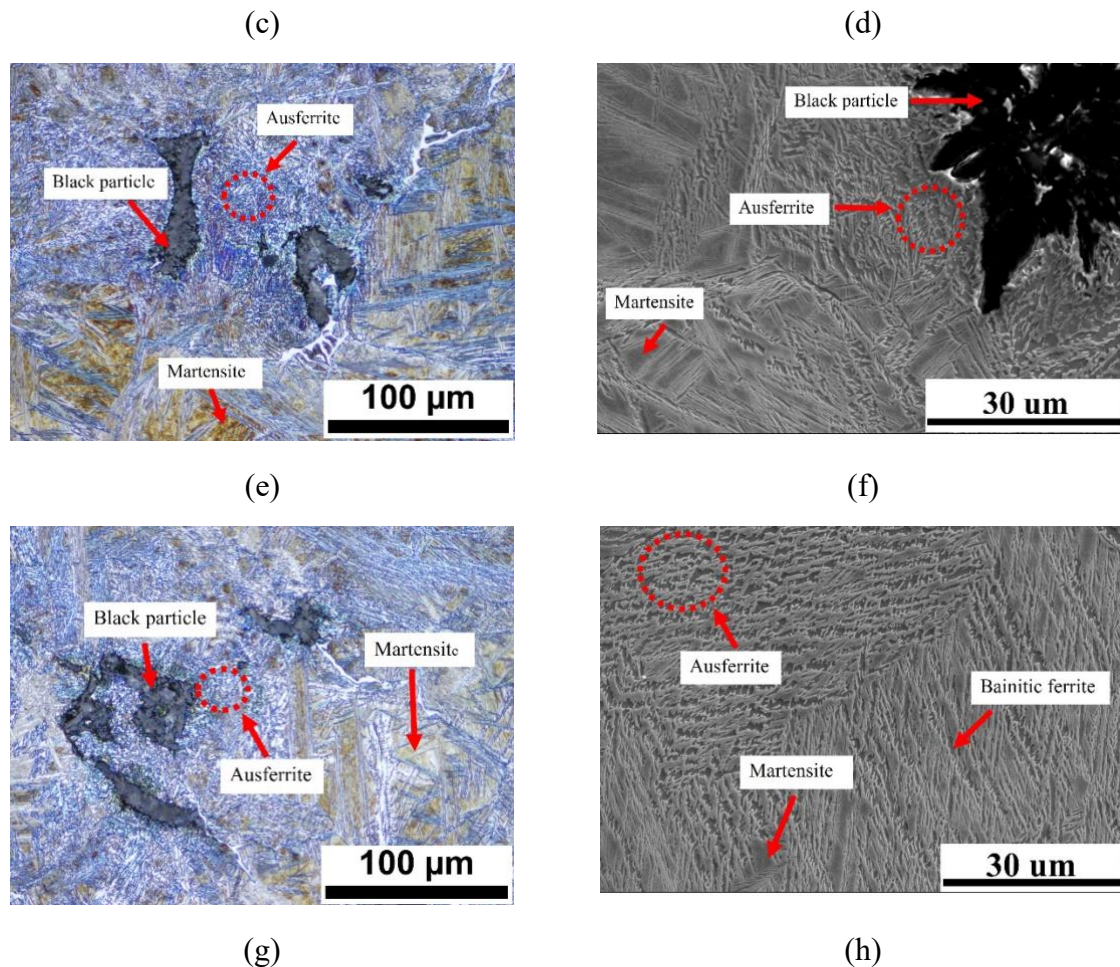 (c)
(d)
Ausferrite
Black particle
Martensite
100 µm
Black particle
Ausferrite
Martensite
30 um
(e)
(f)
Black particle
Martensite
Ausferrite
100 µm
Ausferrite
Bainitic ferrite
Martensite
30 um
(g)
(h)